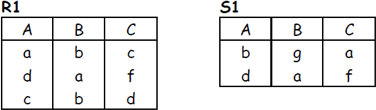 R1 S1
A B C A B C
a b c b g a
d a f d a f
c b d